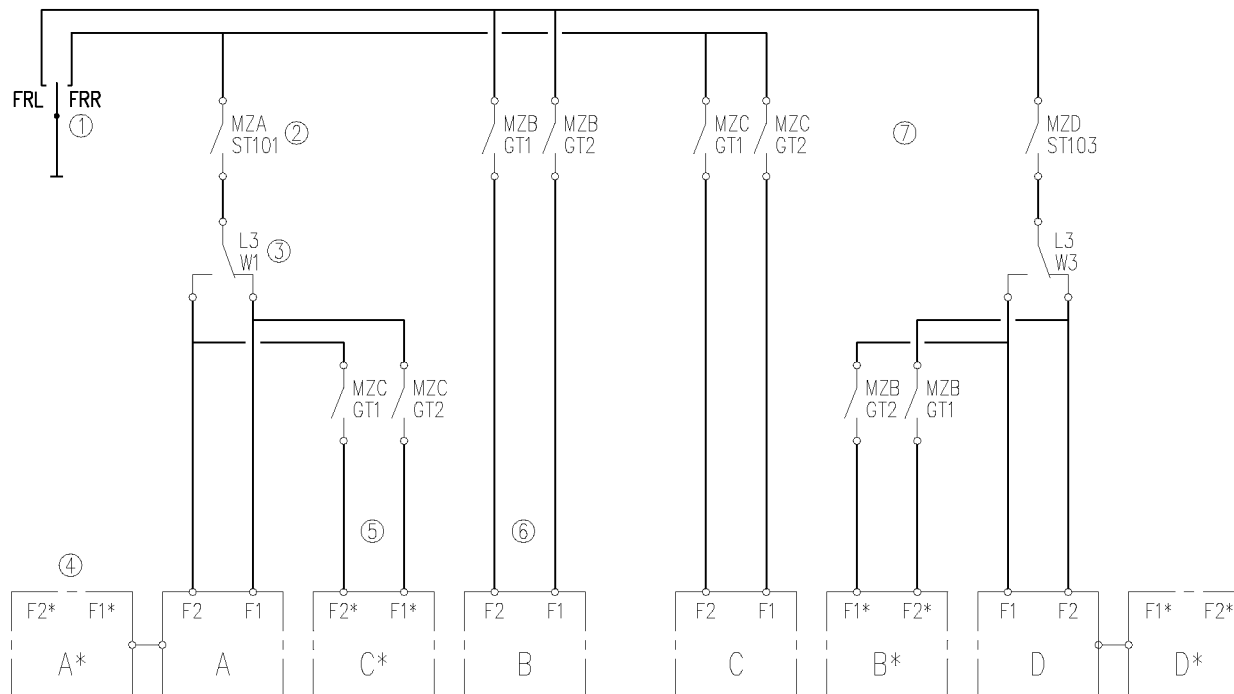 FRL FRR
①
MZA
ST101
②
MZB
GT1
MZB
GT2
MZC
GT1
MZC
GT2
⑦
MZD
ST103
L3
W1
③
L3
W3
MZC
GT1
MZC
GT2
MZB
GT2
MZB
GT1
⑤
⑥
④
F2* F1*
F2 F1
F2* F1*
F2 F1
F2 F1
F1* F2*
F1 F2
F1* F2*
A*
A
C*
B
C
B*
D
D*